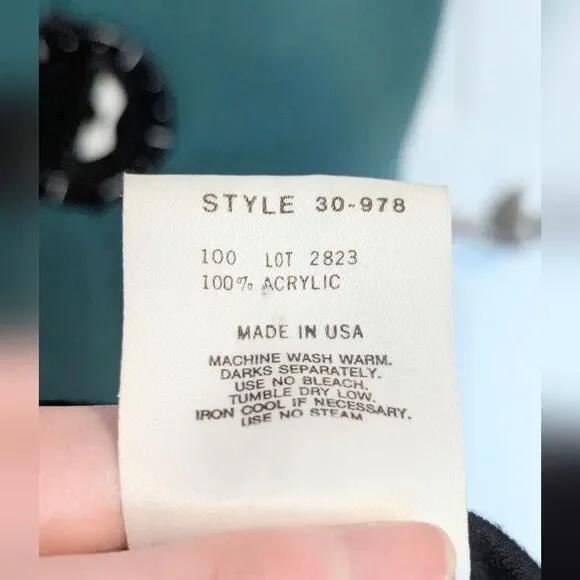 STYLE 30-978
100 LOT 2823
100% ACRYLIC
MADE IN USA
MACHINE WASH WARM.
DARKS SEPARATELY.
USE NO BLEACH.
TUMBLE DRY LOW.
IRON COOL IF NECESSARY.
USE NO STEAM